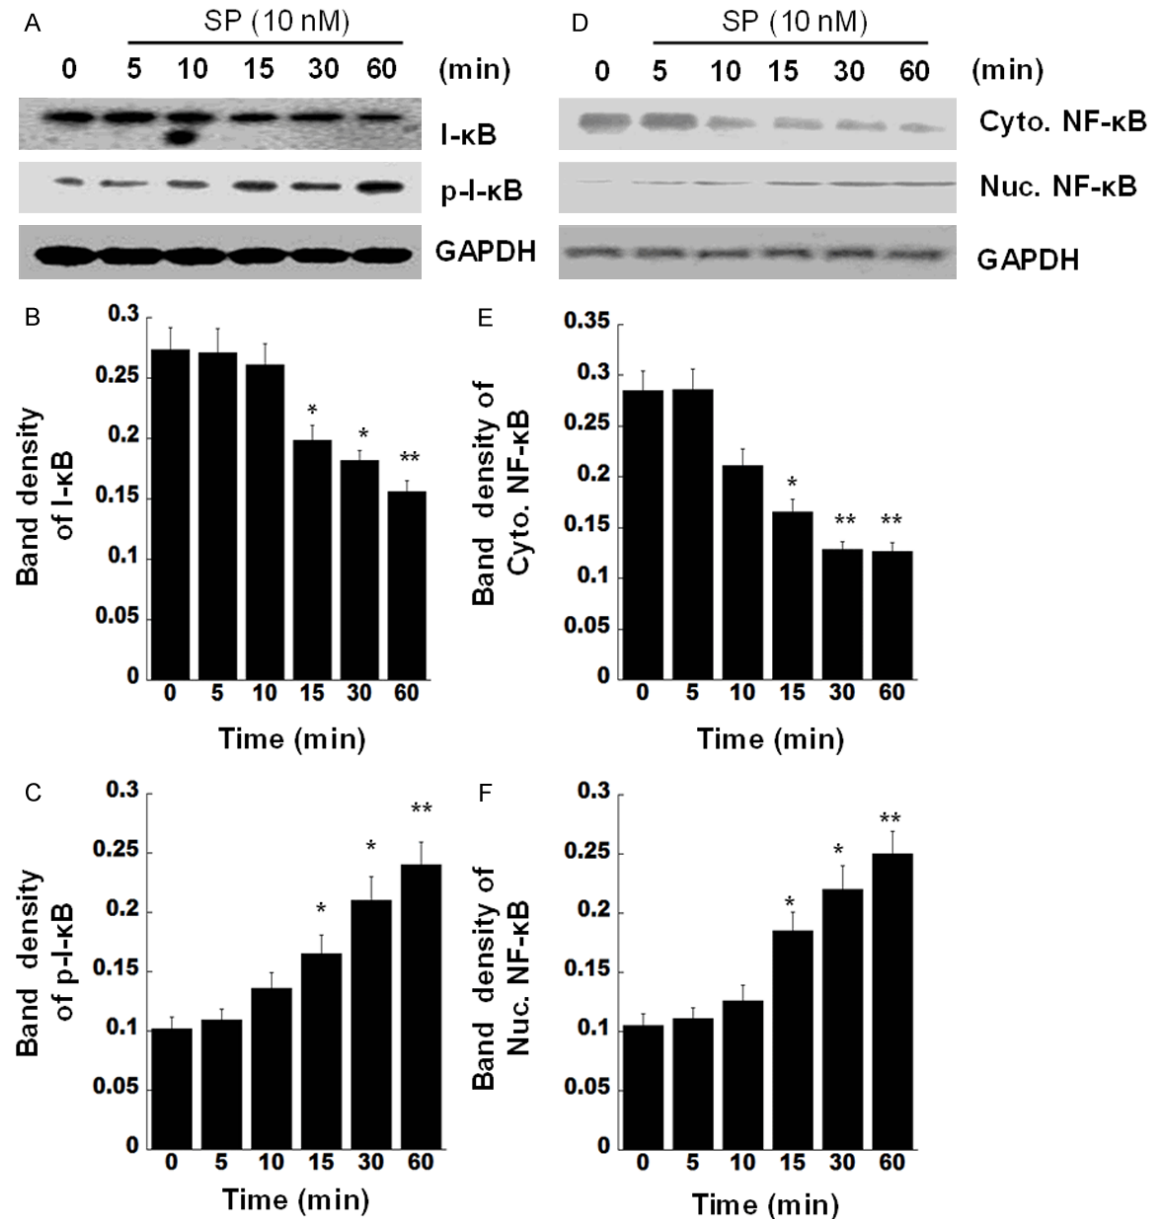 A
SP (10 nM)
0 5 10 15 30 60 (min)
I-κB
p-I-κB
GAPDH
B
0.3
0.25
0.2
0.15
0.1
0.05
0
* * **
Band density
of I-κB
0 5 10 15 30 60
Time (min)
C
0.3
0.25
0.2
0.15
0.1
0.05
0
* * **
Band density
of p-I-κB
0 5 10 15 30 60
Time (min)
D
SP (10 nM)
0 5 10 15 30 60 (min)
Cyto. NF-κB
Nuc. NF-κB
GAPDH
E
0.35
0.3
0.25
0.2
0.15
0.1
0.05
0
* ** **
Band density of
Cyto. NF-κB
0 5 10 15 30 60
Time (min)
F
0.3
0.25
0.2
0.15
0.1
0.05
0
* * **
Band density of
Nuc. NF-κB
0 5 10 15 30 60
Time (min)